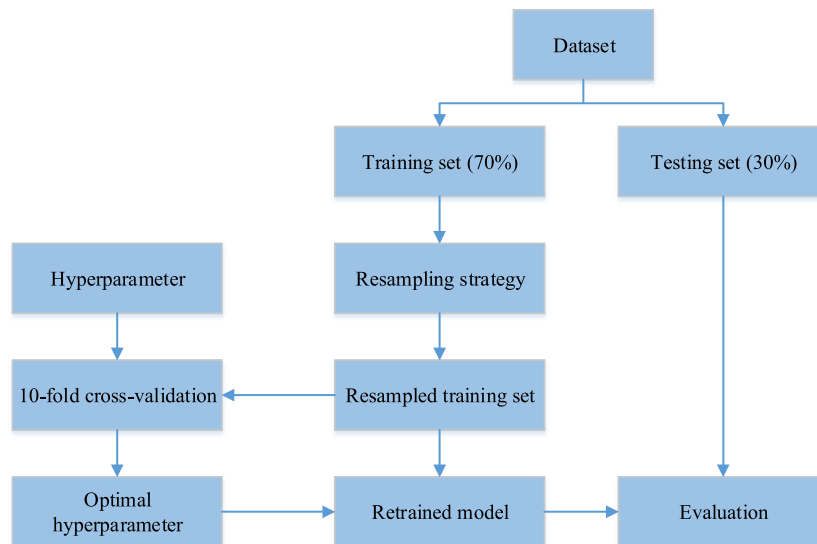 Dataset
Training set (70%)
Testing set (30%)
Hyperparameter
Resampling strategy
10-fold cross-validation
Resampled training set
Optimal
hyperparameter
Retrained model
Evaluation